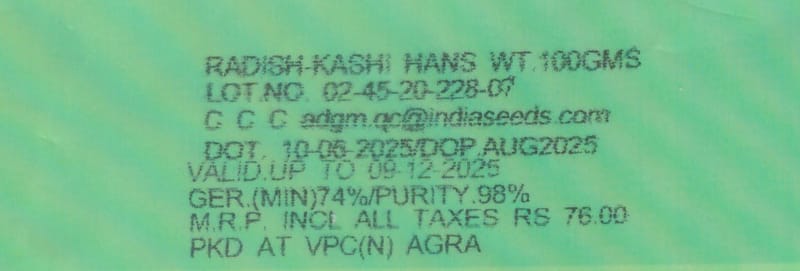 RADISH-KASHI HANS WT.100GMS
LOT.NO. 02-45-20-228-07
C C C adgm.qc@indiaseeds.com
DOT. 10-06-2025/DOP.AUG2025
VALID.UP TO 09-12-2025
GER.(MIN)74%/PURITY.98%
M.R.P. INCL ALL TAXES RS 76.00
PKD AT VPC(N) AGRA